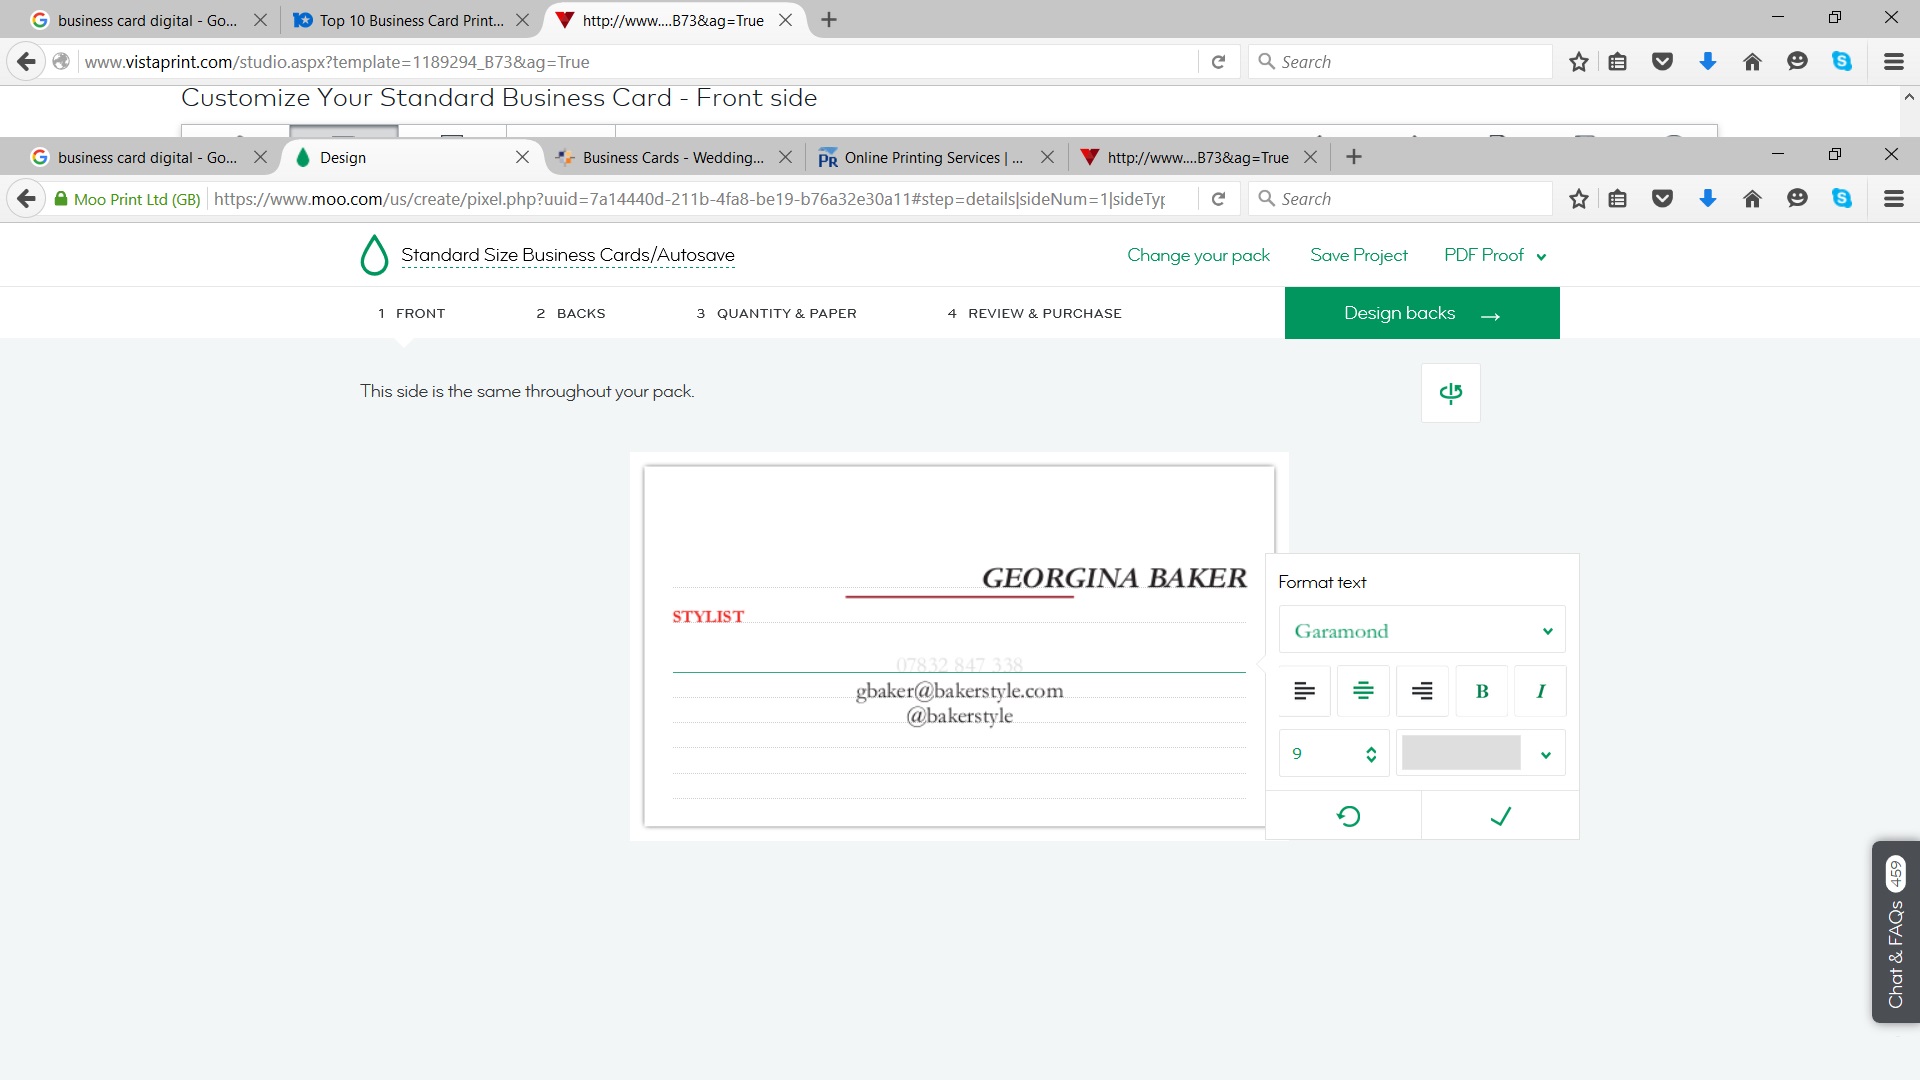 business card digital - Go...
Top 10 Business Card Print...
http://www....B73&ag=True
www.vistaprint.com/studio.aspx?template=1189294_B73&ag=True
Search
Customize Your Standard Business Card - Front side
business card digital - Go...
Design
Business Cards - Wedding...
PR Online Printing Services | ...
http://www....B73&ag=True
Moo Print Ltd (GB)
https://www.moo.com/us/create/pixel.php?uuid=7a14440d-211b-4fa8-be19-b76a32e30a11#step=details|sideNum=1|sideTyp
Search
Standard Size Business Cards/Autosave
Change your pack
Save Project
PDF Proof
1 FRONT
2 BACKS
3 QUANTITY & PAPER
4 REVIEW & PURCHASE
Design backs →
This side is the same throughout your pack.
GEORGINA BAKER
STYLIST
07832 847 338
gbaker@bakerstyle.com
@bakerstyle
Format text
Garamond
B
I
9
Chat & FAQs 459